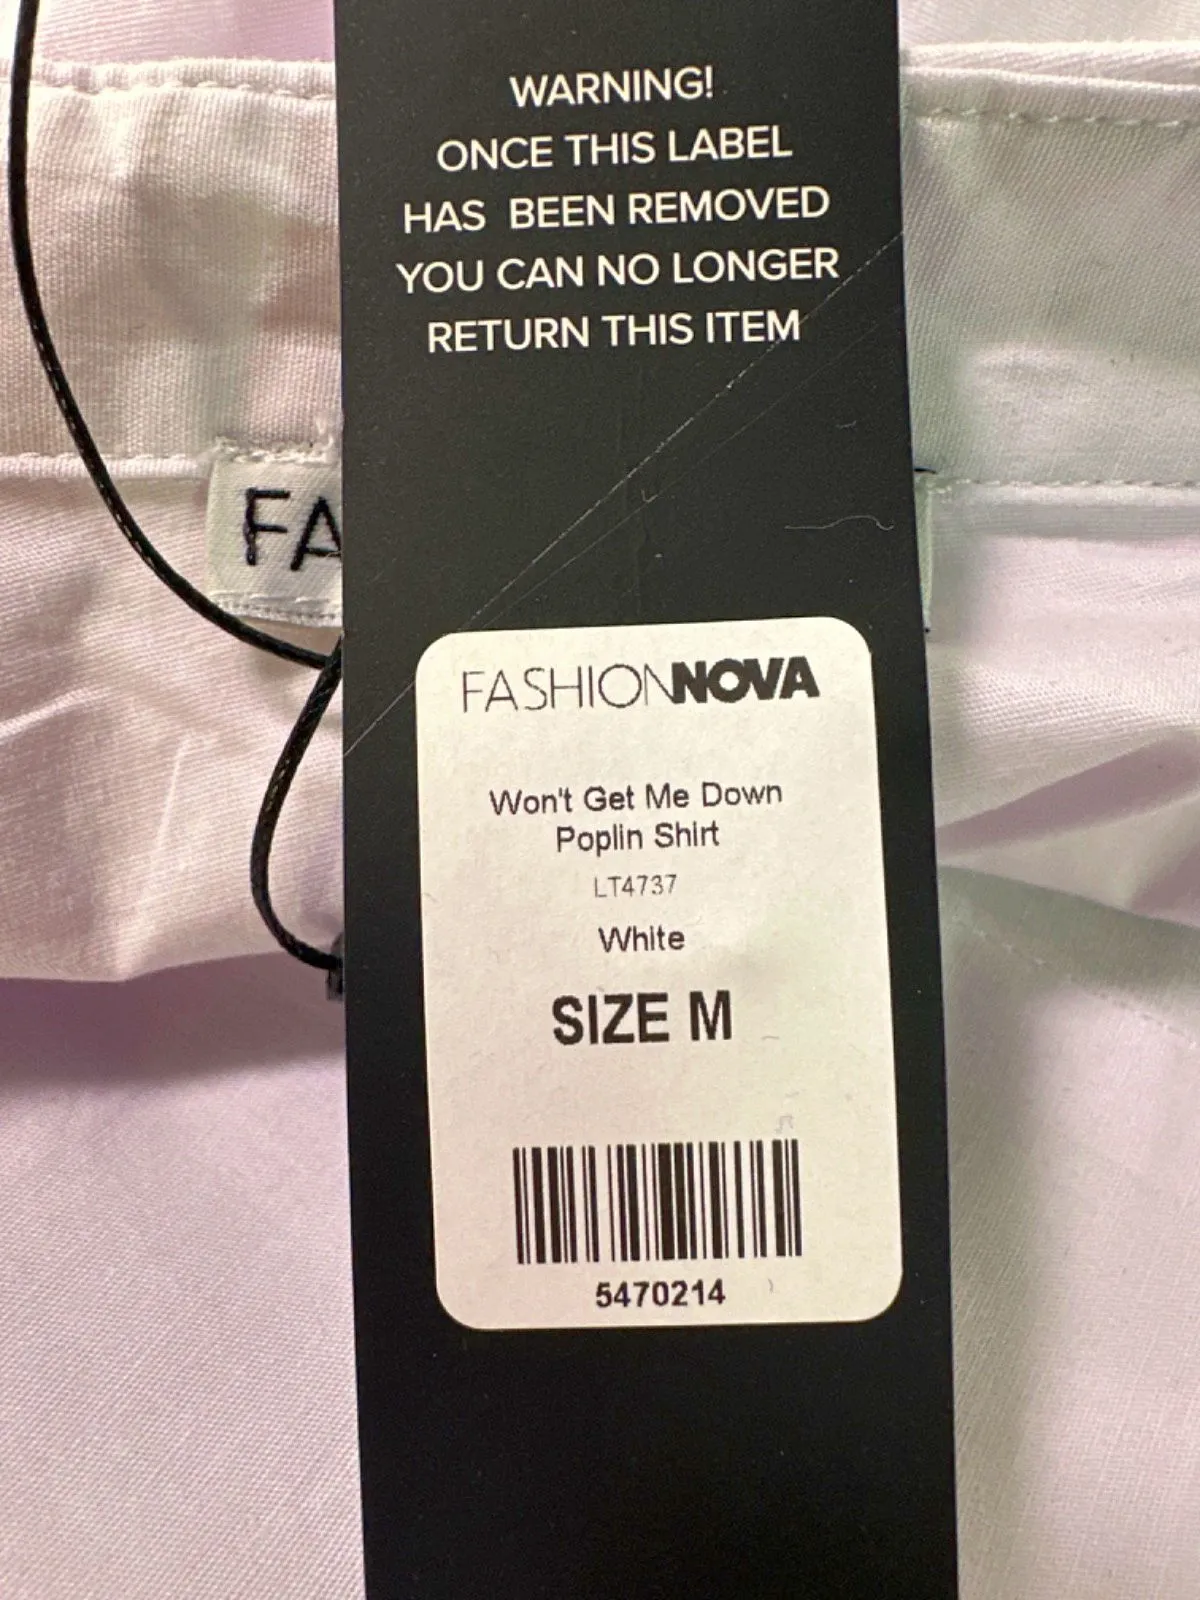 WARNING!
ONCE THIS LABEL
HAS BEEN REMOVED
YOU CAN NO LONGER
RETURN THIS ITEM
FA
FASHIONNOVA
Won't Get Me Down
Poplin Shirt
LT4737
White
SIZE M
5470214